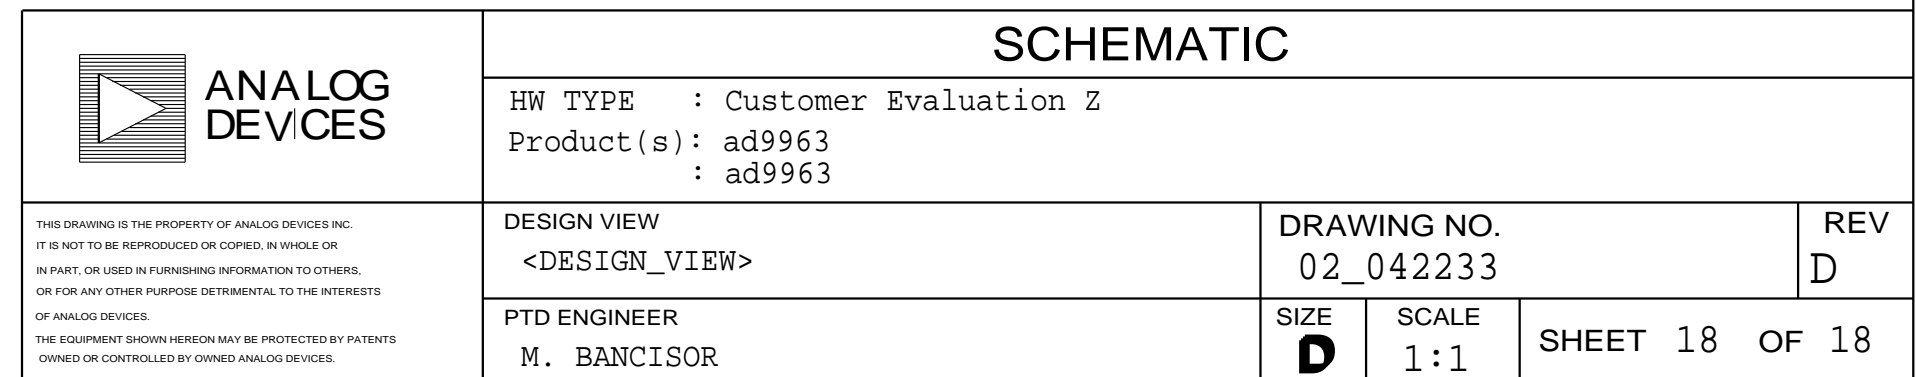 ANALOG
DEVICES
SCHEMATIC
HW TYPE : Customer Evaluation Z
Product(s): ad9963
: ad9963
THIS DRAWING IS THE PROPERTY OF ANALOG DEVICES INC.
IT IS NOT TO BE REPRODUCED OR COPIED, IN WHOLE OR
IN PART, OR USED IN FURNISHING INFORMATION TO OTHERS,
OR FOR ANY OTHER PURPOSE DETRIMENTAL TO THE INTERESTS
OF ANALOG DEVICES.
THE EQUIPMENT SHOWN HEREON MAY BE PROTECTED BY PATENTS
OWNED OR CONTROLLED BY OWNED ANALOG DEVICES.
DESIGN VIEW
<DESIGN_VIEW>
DRAWING NO.
02_042233
REV
D
PTD ENGINEER
M. BANCISOR
SIZE
D
SCALE
1:1
SHEET 18 OF 18